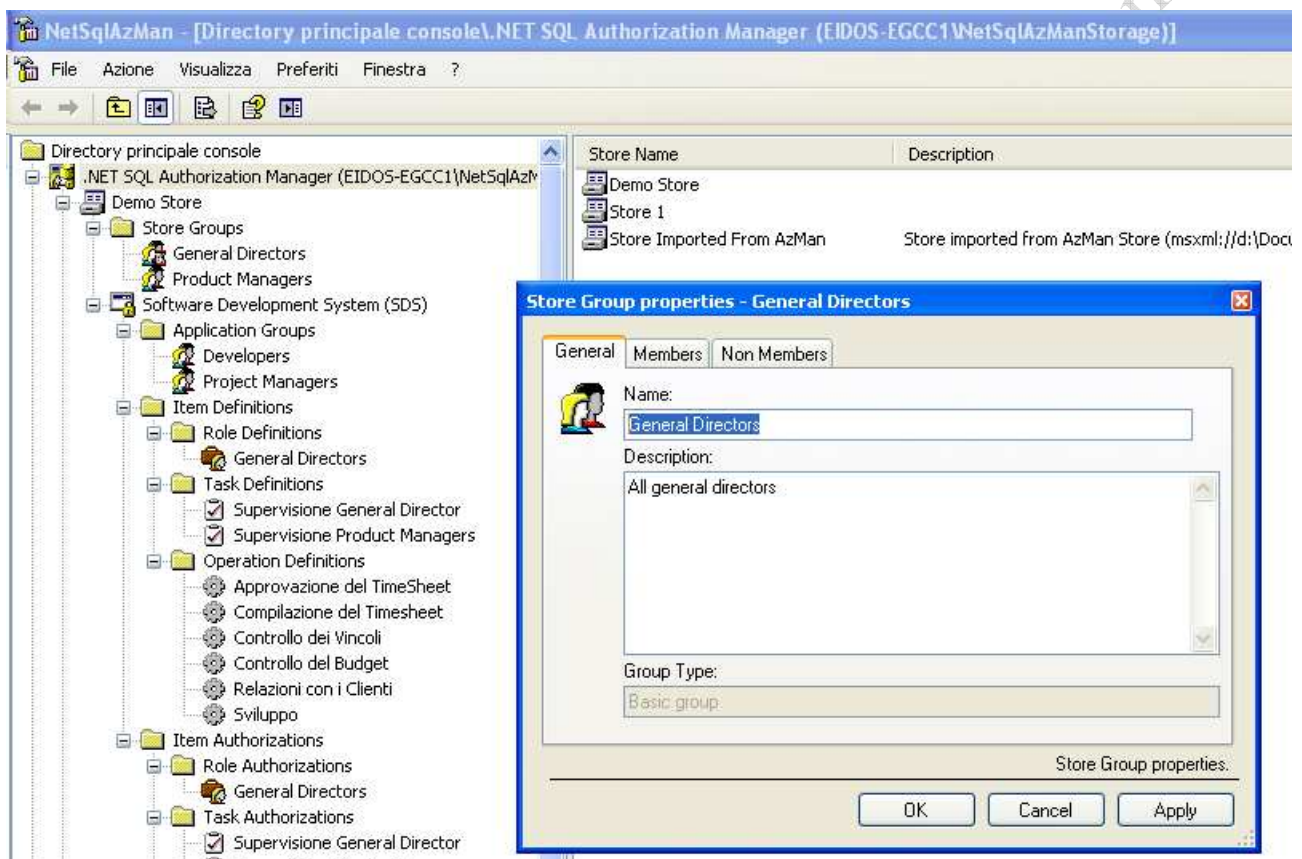 NetSqlAzMan - [Directory principale console\.NET SQL Authorization Manager (EIDOS-EGCC1\NetSqlAzManStorage)]
File Azione Visualizza Preferiti Finestra ?
Directory principale console
.NET SQL Authorization Manager (EIDOS-EGCC1\NetSqlAzM
Demo Store
Store Groups
General Directors
Product Managers
Software Development System (SDS)
Application Groups
Developers
Project Managers
Item Definitions
Role Definitions
General Directors
Task Definitions
Supervisione General Director
Supervisione Product Managers
Operation Definitions
Approvazione del TimeSheet
Compilazione del Timesheet
Controllo dei Vincoli
Controllo del Budget
Relazioni con i Clienti
Sviluppo
Item Authorizations
Role Authorizations
General Directors
Task Authorizations
Supervisione General Director
Store Name Description
Demo Store
Store 1
Store Imported From AzMan Store imported from AzMan Store (msxml://d:\Docu
Store Group properties - General Directors
General Members Non Members
Name:
General Directors
Description:
All general directors
Group Type:
Basic group
Store Group properties.
OK Cancel Apply